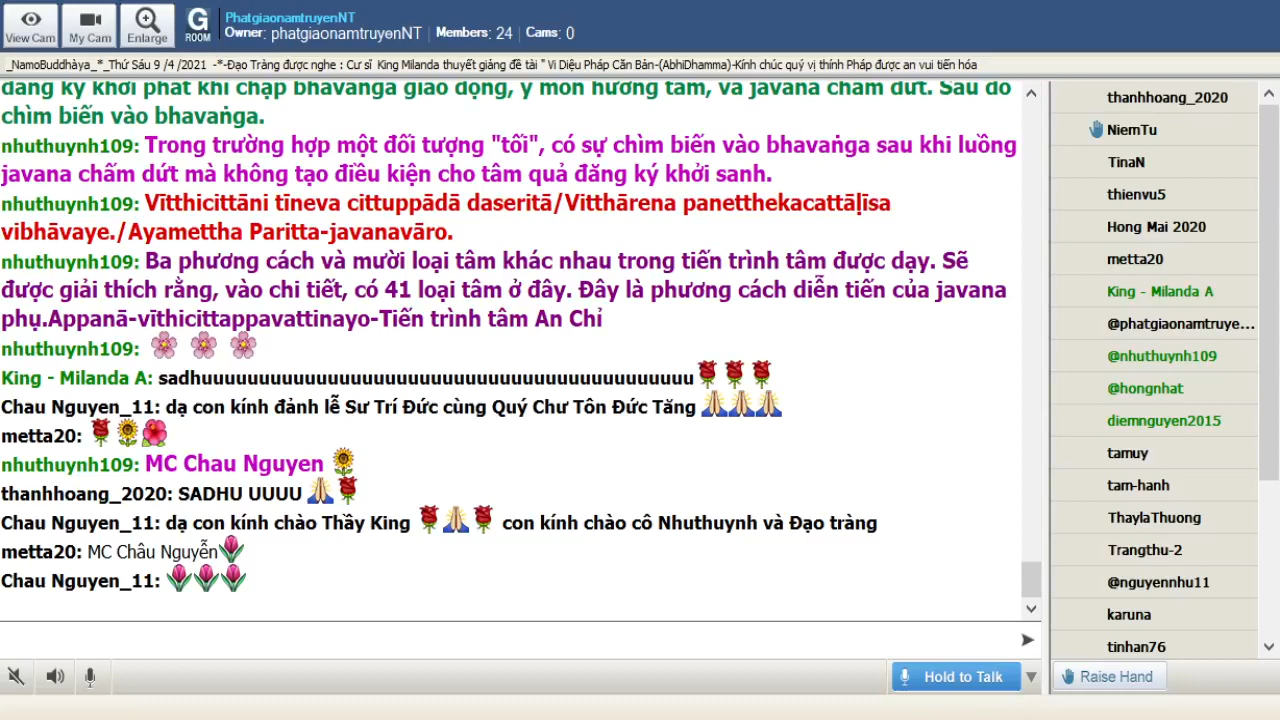 View Cam
My Cam
Enlarge
G
ROOM
PhatgiaonamtruyenNT
Owner: phatgiaonamtruyenNT | Members: 24 | Cams: 0
_NamoBuddhàya_*_Thứ Sáu 9 /4 /2021 -*-Đạo Tràng được nghe : Cư sĩ King Milanda thuyết giảng đề tài " Vi Diệu Pháp Căn Bản-(AbhiDhamma)-Kính chúc quý vị thính Pháp được an vui tiến hóa
đăng ký khởi phát khi chập bhavaṅga giao động, ý môn hướng tâm, và javana chấm dứt. Sau đó
chìm biến vào bhavaṅga.
nhuthuynh109: Trong trường hợp một đối tượng "tối", có sự chìm biến vào bhavaṅga sau khi luồng
javana chấm dứt mà không tạo điều kiện cho tâm quả đăng ký khởi sanh.
nhuthuynh109: Vītthicittāni tīneva cittuppādā daseritā/Vitthārena panetthekacattāḷīsa
vibhāvaye./Ayamettha Paritta-javanavāro.
nhuthuynh109: Ba phương cách và mười loại tâm khác nhau trong tiến trình tâm được dạy. Sẽ
được giải thích rằng, vào chi tiết, có 41 loại tâm ở đây. Đây là phương cách diễn tiến của javana
phụ.Appanā-vīthicittappavattinayo-Tiến trình tâm An Chỉ
nhuthuynh109:
King - Milanda A: sadhuuuuuuuuuuuuuuuuuuuuuuuuuuuuuuuuuuuuuuuuuuu
Chau Nguyen_11: dạ con kính đảnh lễ Sư Trí Đức cùng Quý Chư Tôn Đức Tăng
metta20:
nhuthuynh109: MC Chau Nguyen
thanhhoang_2020: SADHU UUUU
Chau Nguyen_11: dạ con kính chào Thầy King con kính chào cô Nhuthuynh và Đạo tràng
metta20: MC Châu Nguyễn
Chau Nguyen_11:
Hold to Talk
thanhhoang_2020
NiemTu
TinaN
thienvu5
Hong Mai 2020
metta20
King - Milanda A
@phatgiaonamtruye...
@nhuthuynh109
@hongnhat
diemnguyen2015
tamuy
tam-hanh
ThaylaThuong
Trangthu-2
@nguyennhu11
karuna
tinhan76
Raise Hand